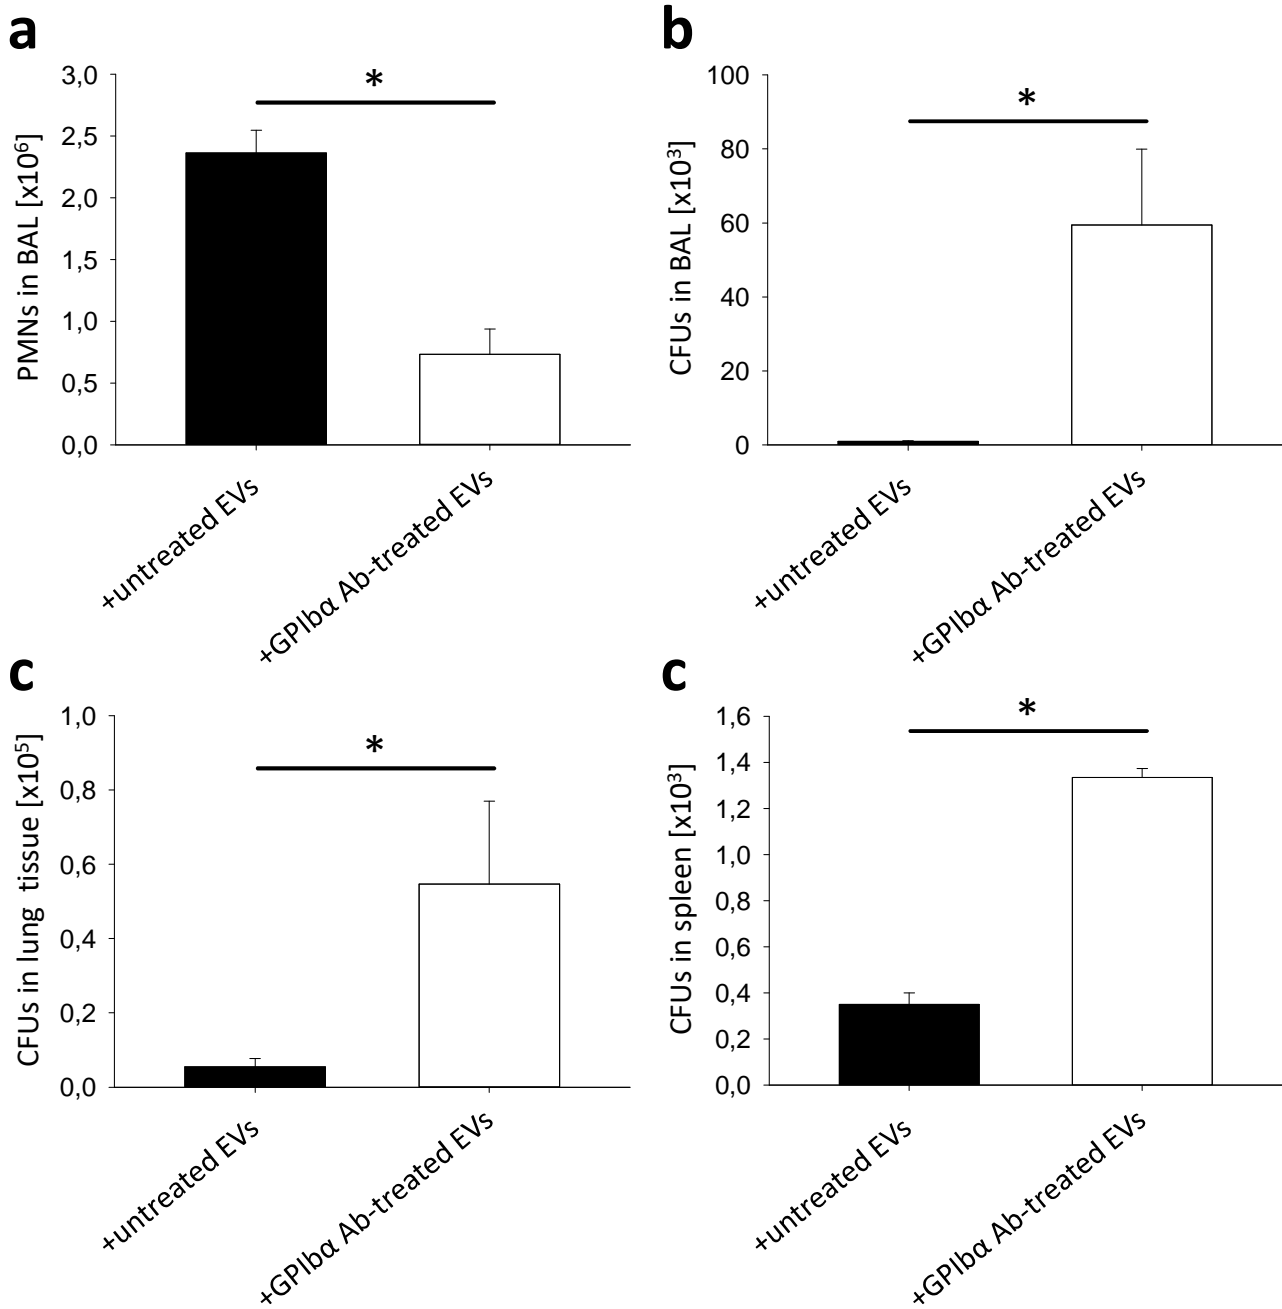 a
3,0
2,5
2,0
1,5
1,0
0,5
0,0
PMNs in BAL [x10⁶]
*
+untreated EVs
+GPIbα Ab-treated EVs
b
100
80
60
40
20
0
CFUs in BAL [x10³]
*
+untreated EVs
+GPIbα Ab-treated EVs
c
1,0
0,8
0,6
0,4
0,2
0,0
CFUs in lung tissue [x10⁵]
*
+untreated EVs
+GPIbα Ab-treated EVs
c
1,6
1,4
1,2
1,0
0,8
0,6
0,4
0,2
0,0
CFUs in spleen [x10³]
*
+untreated EVs
+GPIbα Ab-treated EVs